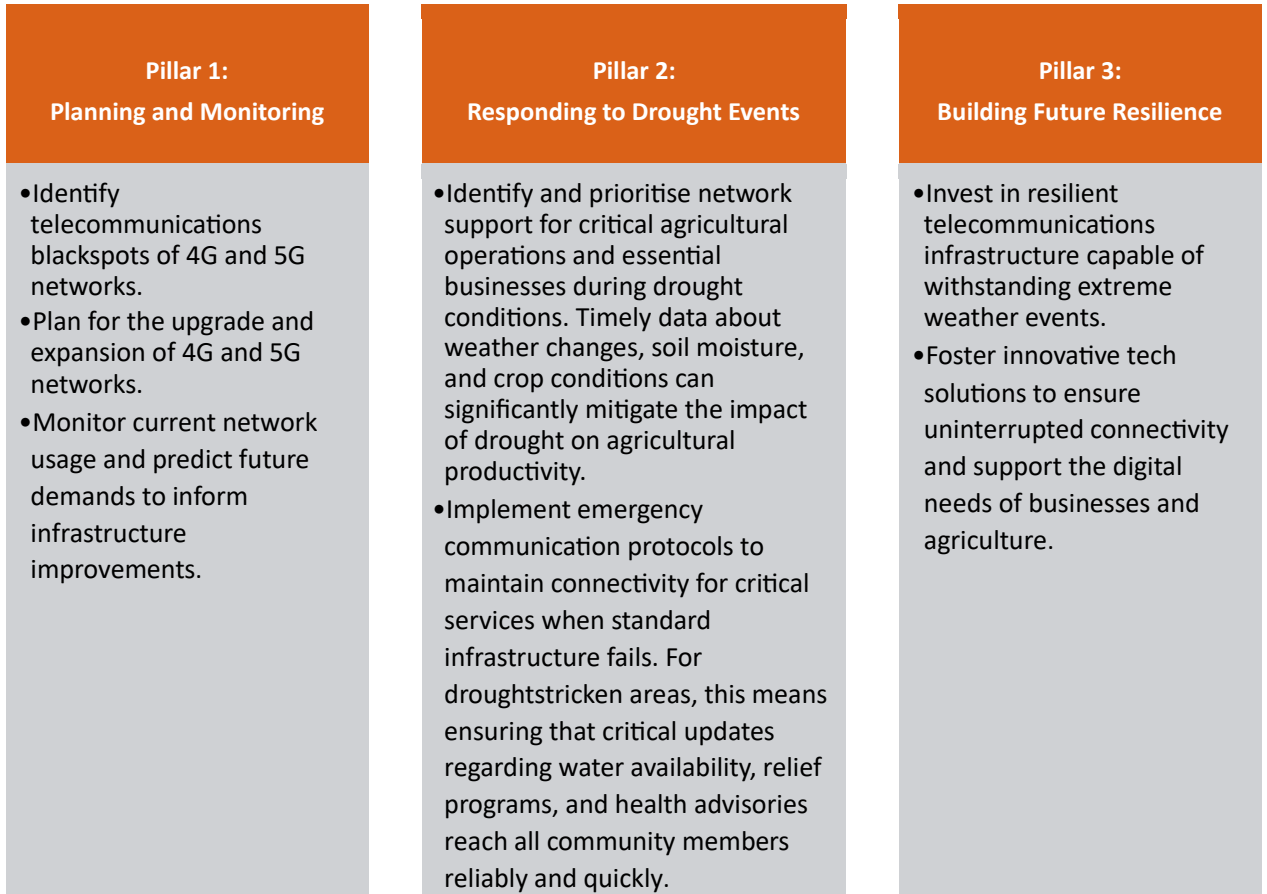 Pillar 1:
Planning and Monitoring
•Identify
telecommunications
blackspots of 4G and 5G
networks.
•Plan for the upgrade and
expansion of 4G and 5G
networks.
•Monitor current network
usage and predict future
demands to inform
infrastructure
improvements.
Pillar 2:
Responding to Drought Events
•Identify and prioritise network
support for critical agricultural
operations and essential
businesses during drought
conditions. Timely data about
weather changes, soil moisture,
and crop conditions can
significantly mitigate the impact
of drought on agricultural
productivity.
•Implement emergency
communication protocols to
maintain connectivity for critical
services when standard
infrastructure fails. For
droughtstricken areas, this means
ensuring that critical updates
regarding water availability, relief
programs, and health advisories
reach all community members
reliably and quickly.
Pillar 3:
Building Future Resilience
•Invest in resilient
telecommunications
infrastructure capable of
withstanding extreme
weather events.
•Foster innovative tech
solutions to ensure
uninterrupted connectivity
and support the digital
needs of businesses and
agriculture.